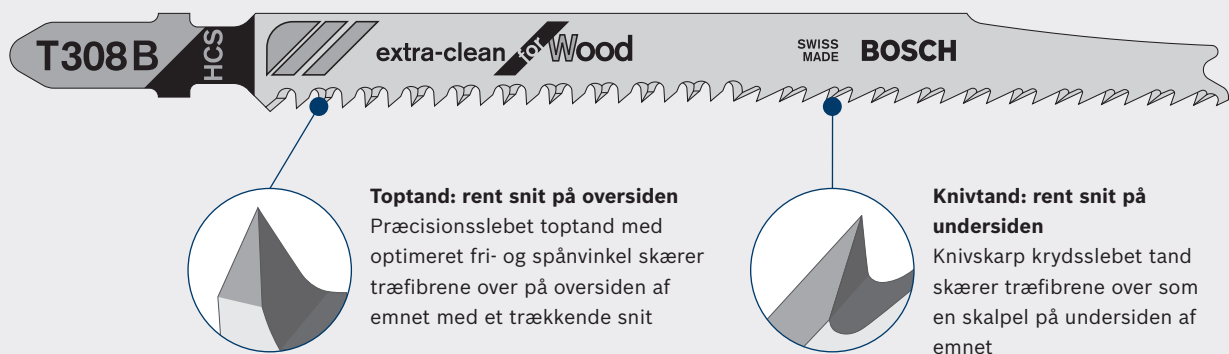 T308B
HCS
extra-clean for Wood
SWISS
MADE
BOSCH
Toptand: rent snit på oversiden
Præcisionsslebet toptand med
optimeret fri- og spånvinkel skærer
træfibrene over på oversiden af
emnet med et trækkende snit
Knivtand: rent snit på
undersiden
Knivskarp krydsslebet tand
skærer træfibrene over som
en skalpel på undersiden af
emnet